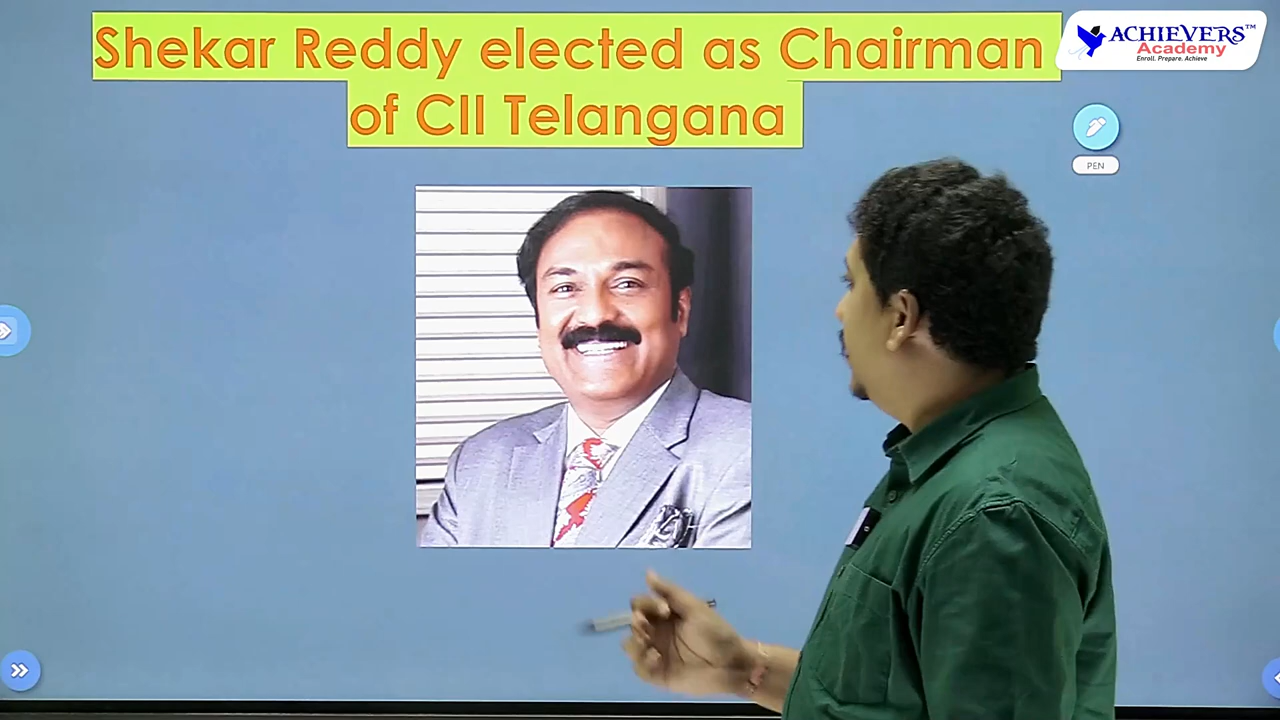 Shekar Reddy elected as Chairman
of CII Telangana
ACHIEVERS™
Academy
Enroll. Prepare. Achieve
PEN